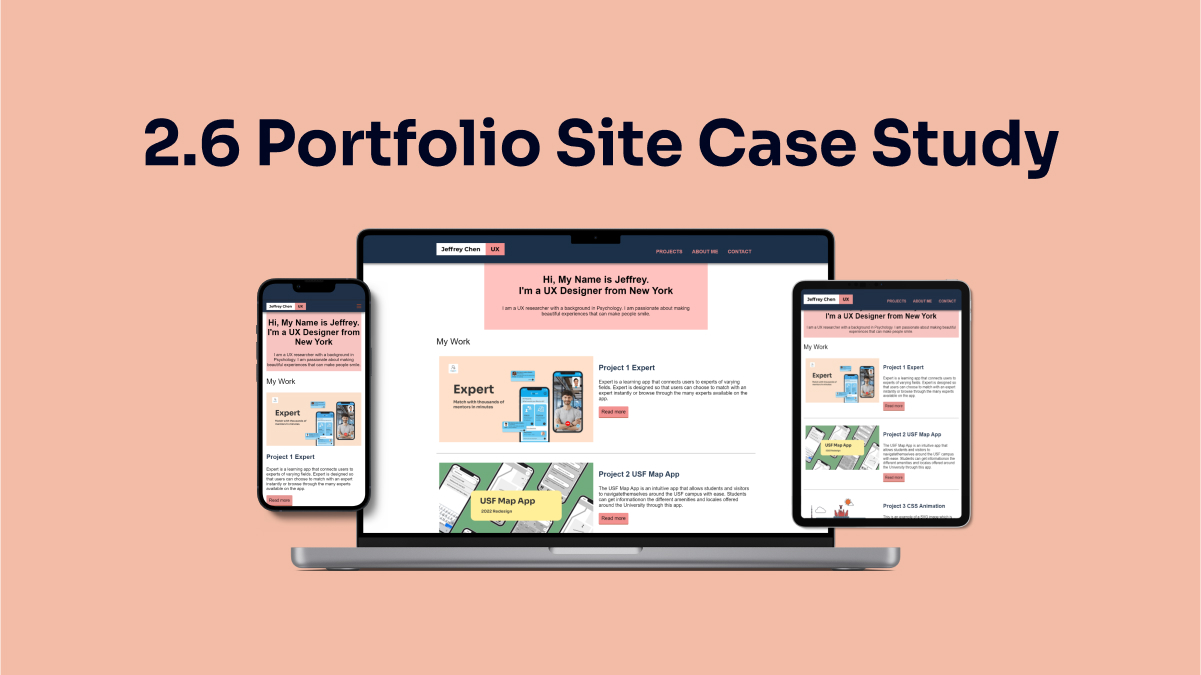 2.6 Portfolio Site Case Study
Jeffrey Chen UX
PROJECTS ABOUT ME CONTACT
Hi, My Name is Jeffrey.
I'm a UX Designer from New York
I am a UX researcher with a background in Psychology. I am passionate about making
beautiful experiences that can make people smile.
My Work
Expert
Match with thousands of
mentors in minutes
Project 1 Expert
Expert is a learning app that connects users to experts of varying
fields. Expert is designed so that users can choose to match with an
expert instantly or browse through the many experts available on the
app.
Read more
USF Map App
2022 Redesign
Project 2 USF Map App
The USF Map App is an intuitive app that allows students and visitors
to navigatethemselves around the USF campus with ease. Students
can get informationon the different amenities and locales offered
around the University through this app.
Read more
Jeffrey Chen UX
Hi, My Name is Jeffrey.
I'm a UX Designer from
New York
I am a UX researcher with a background in
Psychology. I am passionate about making
beautiful experiences that can make people smile.
My Work
Expert
Match with thousands of
mentors in minutes
Project 1 Expert
Expert is a learning app that connects users to
experts of varying fields. Expert is designed so
that users can choose to match with an expert
instantly or browse through the many experts
available on the app.
Read more
Jeffrey Chen UX
PROJECTS ABOUT ME CONTACT
I'm a UX Designer from New York
I am a UX researcher with a background in Psychology. I am passionate about making beautiful
experiences that can make people smile.
My Work
Expert
Match with thousands of
mentors in minutes
Project 1 Expert
Expert is a learning app that connects users to
experts of varying fields. Expert is designed so
that users can choose to match with an expert
instantly or browse through the many experts
available on the app.
Read more
USF Map App
Project 2 USF Map App
The USF Map App is an intuitive app that allows
students and visitors to
navigatethemselves around the USF campus
with ease. Students can get informationon the
different amenities and locales offered around
the University through this app.
Read more
Project 3 CSS Animation